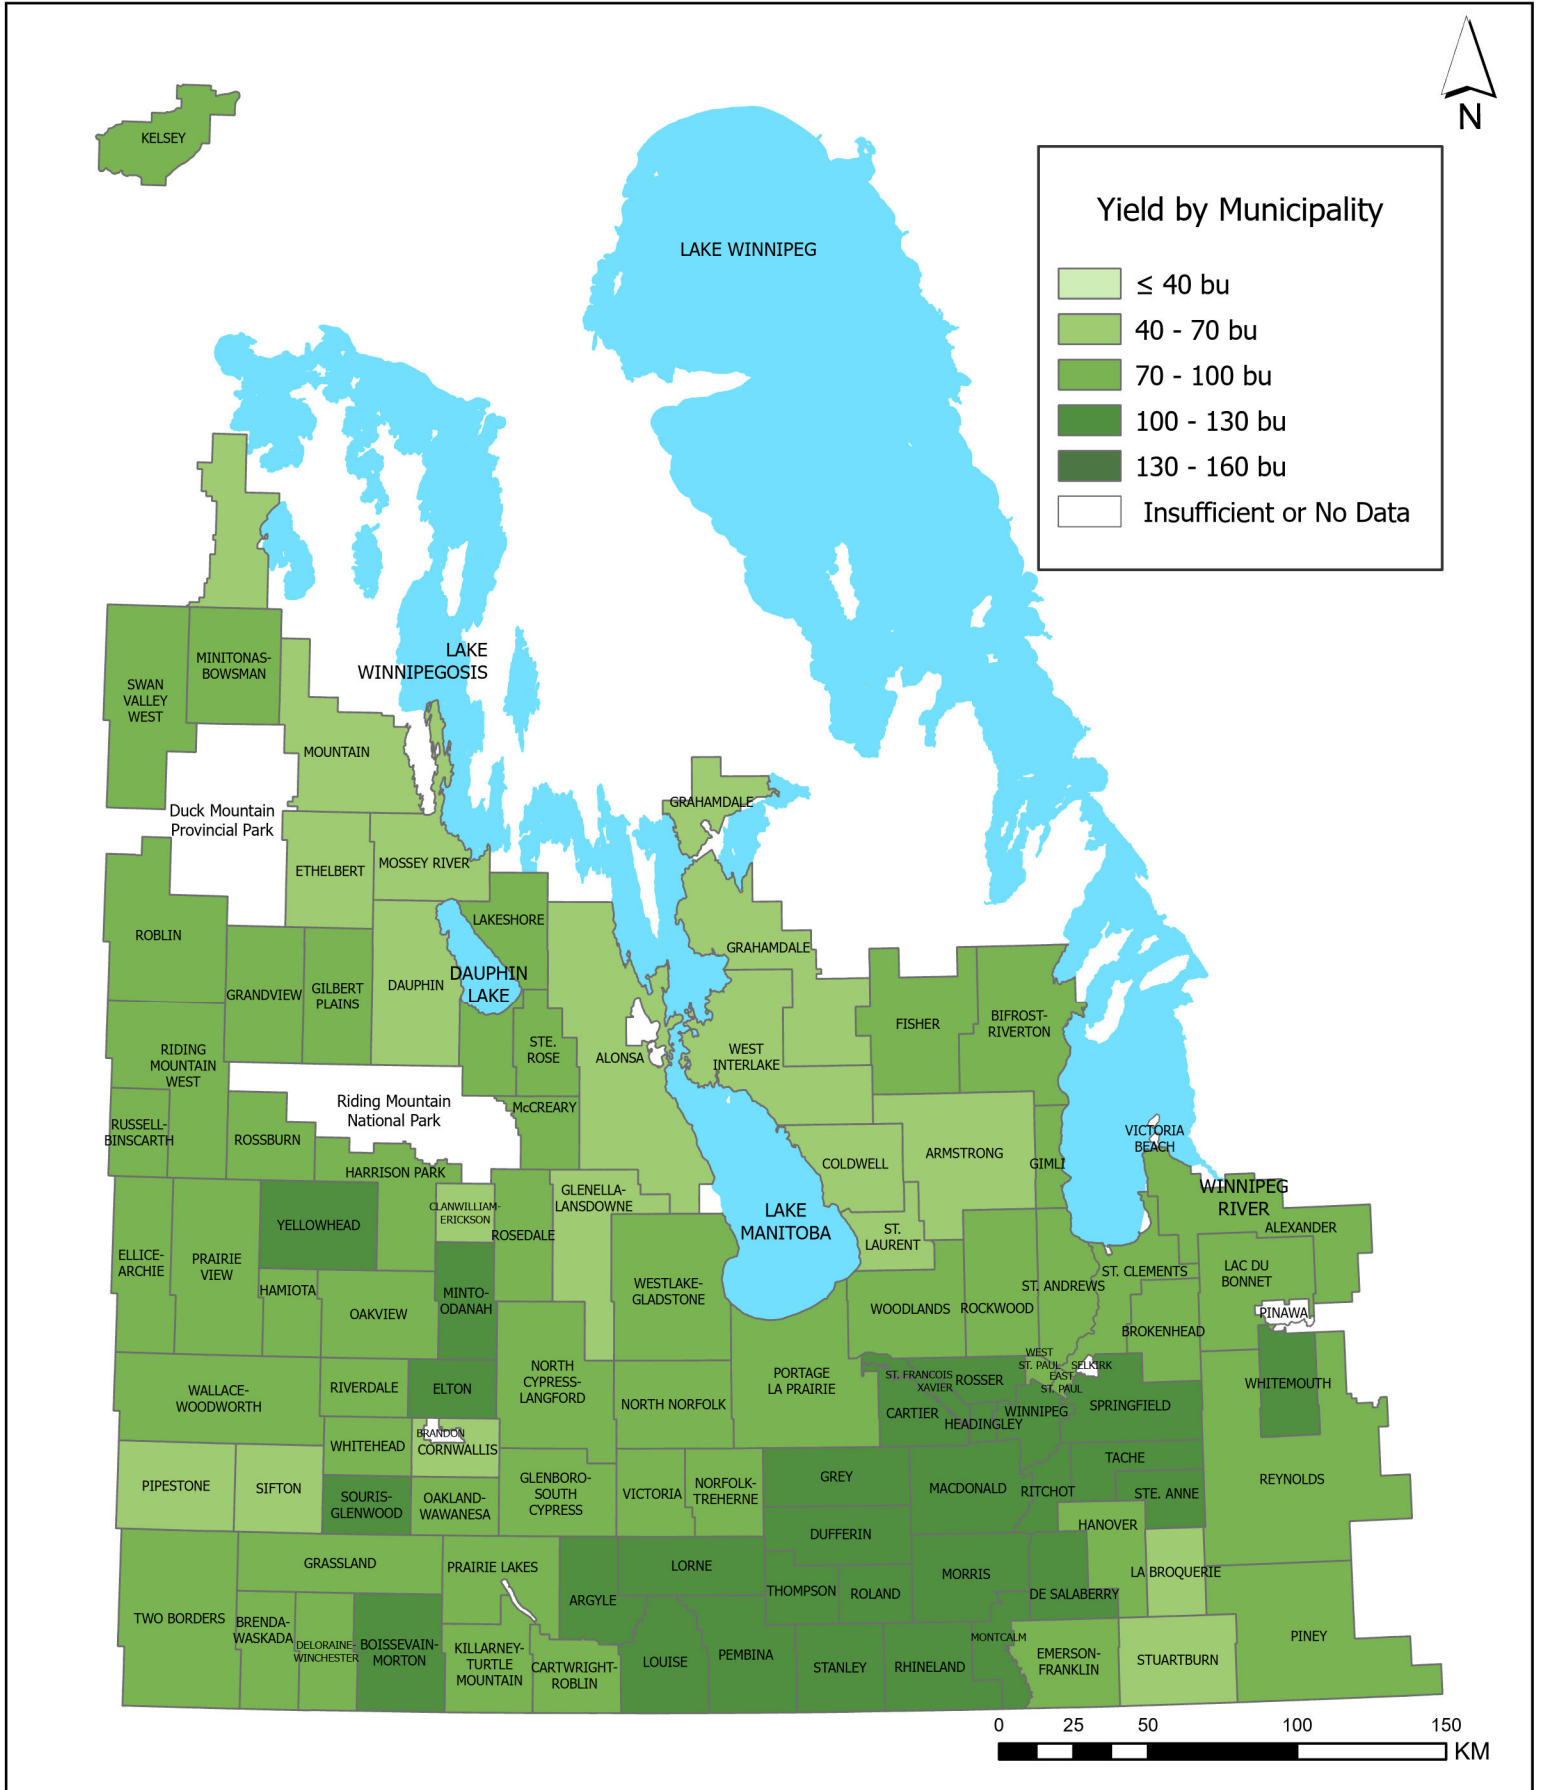 N
KELSEY
LAKE WINNIPEG
Yield by Municipality
≤ 40 bu
40 - 70 bu
70 - 100 bu
100 - 130 bu
130 - 160 bu
Insufficient or No Data
LAKE
WINNIPEGOSIS
MINITONAS-
BOWSMAN
SWAN
VALLEY
WEST
MOUNTAIN
Duck Mountain
Provincial Park
GRAHAMDALE
ETHELBERT
MOSSEY RIVER
ROBLIN
LAKESHORE
GRAHAMDALE
DAUPHIN
LAKE
GRANDVIEW
GILBERT
PLAINS
DAUPHIN
FISHER
BIFROST-
RIVERTON
STE.
ROSE
ALONSA
WEST
INTERLAKE
RIDING
MOUNTAIN
WEST
Riding Mountain
National Park
McCREARY
RUSSELL-
BINSCARTH
ROSSBURN
HARRISON PARK
VICTORIA
BEACH
COLDWELL
ARMSTRONG
GIMLI
GLENELLA-
LANSDOWNE
WINNIPEG
RIVER
CLANWILLIAM-
ERICKSON
YELLOWHEAD
ROSEDALE
LAKE
MANITOBA
ST.
LAURENT
ALEXANDER
ELLICE-
ARCHIE
PRAIRIE
VIEW
HAMIOTA
OAKVIEW
MINTO-
ODANAH
WESTLAKE-
GLADSTONE
WOODLANDS
ROCKWOOD
ST. ANDREWS
ST. CLEMENTS
LAC DU
BONNET
PINAWA
BROKENHEAD
WALLACE-
WOODWORTH
RIVERDALE
ELTON
NORTH
CYPRESS-
LANGFORD
NORTH NORFOLK
PORTAGE
LA PRAIRIE
ST. FRANCOIS
XAVIER
ROSSER
WEST
ST. PAUL
EAST
ST. PAUL
SELKIRK
WHITEMOUTH
CARTIER
HEADINGLEY
WINNIPEG
SPRINGFIELD
WHITEHEAD
BRANDON
CORNWALLIS
PIPESTONE
SIFTON
SOURIS-
GLENWOOD
OAKLAND-
WAWANESA
GLENBORO-
SOUTH
CYPRESS
VICTORIA
NORFOLK-
TREHERNE
GREY
MACDONALD
RITCHOT
TACHE
STE. ANNE
REYNOLDS
HANOVER
DUFFERIN
GRASSLAND
PRAIRIE LAKES
LORNE
ARGYLE
THOMPSON
ROLAND
MORRIS
DE SALABERRY
LA BROQUERIE
TWO BORDERS
BRENDA-
WASKADA
DELORAINE-
WINCHESTER
BOISSEVAIN-
MORTON
KILLARNEY-
TURTLE
MOUNTAIN
CARTWRIGHT-
ROBLIN
LOUISE
PEMBINA
STANLEY
RHINELAND
MONTCALM
EMERSON-
FRANKLIN
STUARTBURN
PINEY
0 25 50 100 150
KM